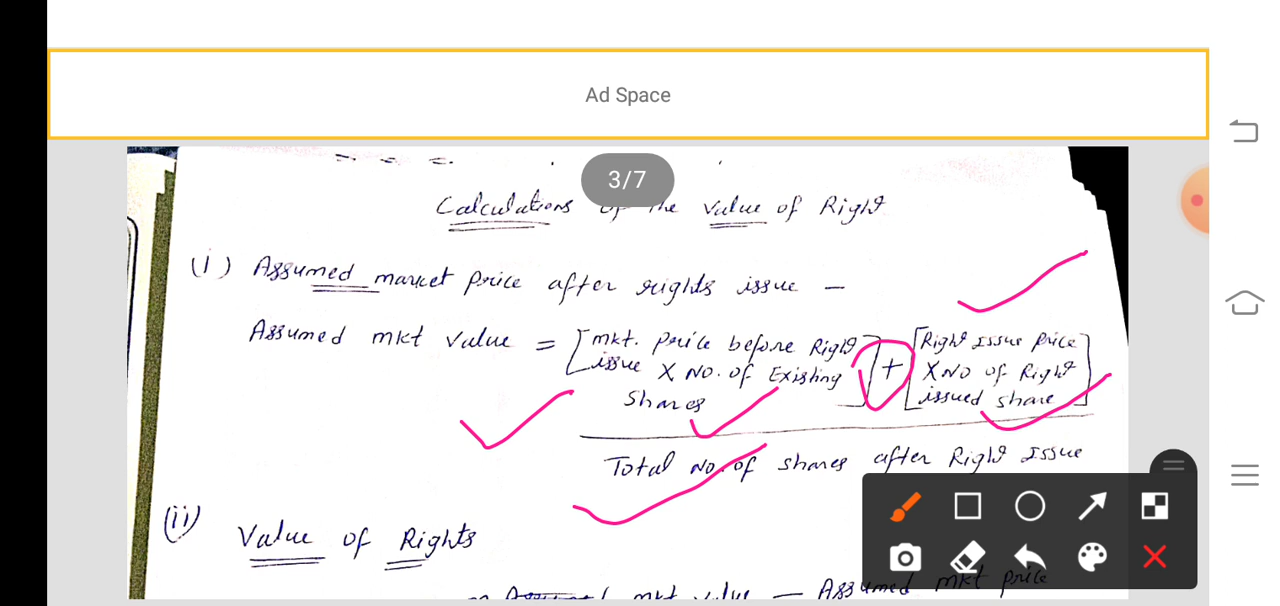 Ad Space
3/7
Calculations of the value of Right
(i) Assumed market price after rights issue —
Assumed mkt value = [mkt. price before Right
issue X No. of Existing
shares] + [Right Issue Price
X No of Right
issued share]
Total No. of shares after Right Issue
(ii) Value of Rights
mkt value — Assumed mkt price